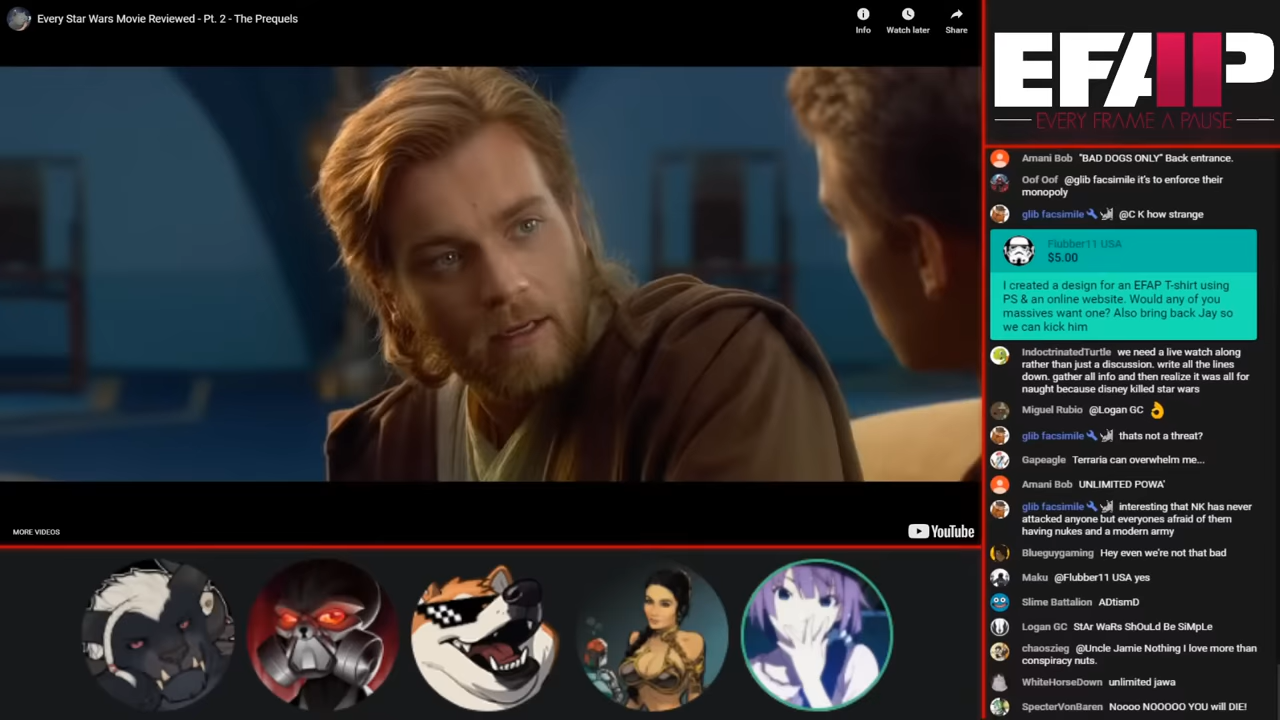 Every Star Wars Movie Reviewed - Pt. 2 - The Prequels
Info
Watch later
Share
MORE VIDEOS
YouTube
EFAP
EVERY FRAME A PAUSE
Amani Bob "BAD DOGS ONLY" Back entrance.
Oof Oof @glib facsimile it's to enforce their
monopoly
glib facsimile @C K how strange
Flubber11 USA
$5.00
I created a design for an EFAP T-shirt using
PS & an online website. Would any of you
massives want one? Also bring back Jay so
we can kick him
IndoctrinatedTurtle we need a live watch along
rather than just a discussion. write all the lines
down. gather all info and then realize it was all for
naught because disney killed star wars
Miguel Rubio @Logan GC 👌
glib facsimile thats not a threat?
Gapeagle Terraria can overwhelm me...
Amani Bob UNLIMITED POWA'
glib facsimile interesting that NK has never
attacked anyone but everyones afraid of them
having nukes and a modern army
Blueguygaming Hey even we're not that bad
Maku @Flubber11 USA yes
Slime Battalion ADtismD
Logan GC StAr WaRs ShOuLd Be SiMpLe
chaoszieg @Uncle Jamie Nothing I love more than
conspiracy nuts.
WhiteHorseDown unlimited jawa
SpecterVonBaren Noooo NOOOOO YOU will DIE!